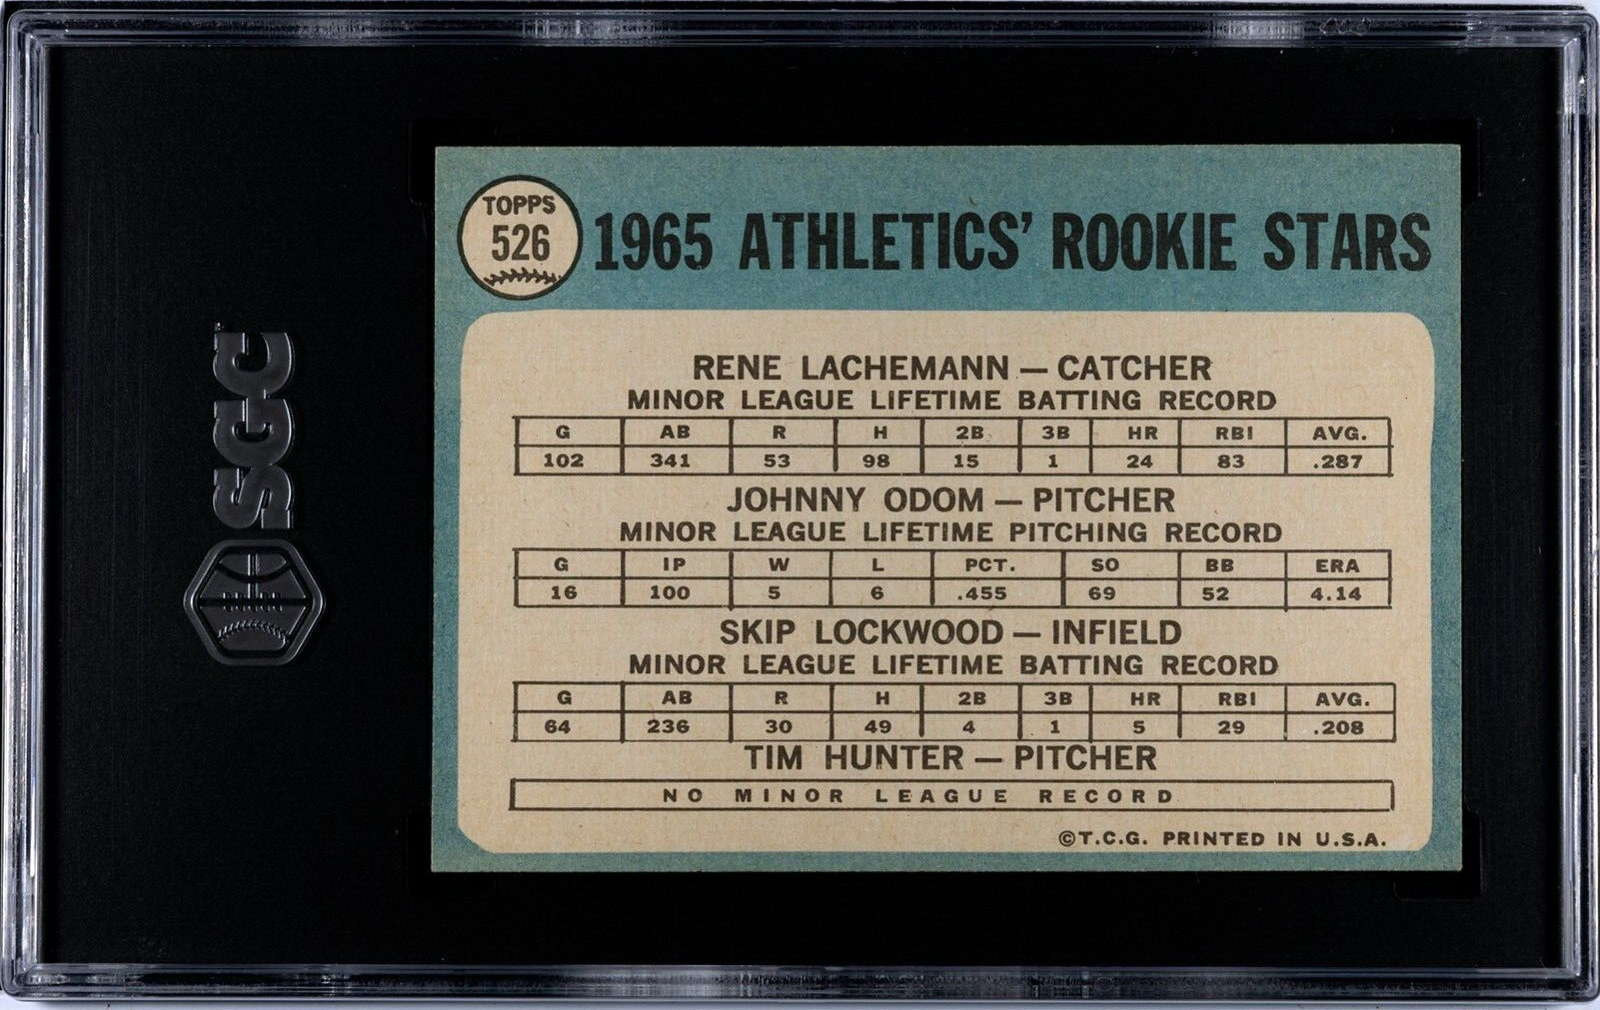 TOPPS
526
1965 ATHLETICS' ROOKIE STARS
RENE LACHEMANN — CATCHER
MINOR LEAGUE LIFETIME BATTING RECORD
G AB R H 2B 3B HR RBI AVG.
102 341 53 98 15 1 24 83 .287
JOHNNY ODOM — PITCHER
MINOR LEAGUE LIFETIME PITCHING RECORD
G IP W L PCT. SO BB ERA
16 100 5 6 .455 69 52 4.14
SKIP LOCKWOOD — INFIELD
MINOR LEAGUE LIFETIME BATTING RECORD
G AB R H 2B 3B HR RBI AVG.
64 236 30 49 4 1 5 29 .208
TIM HUNTER — PITCHER
NO MINOR LEAGUE RECORD
©T.C.G. PRINTED IN U.S.A.
SGC